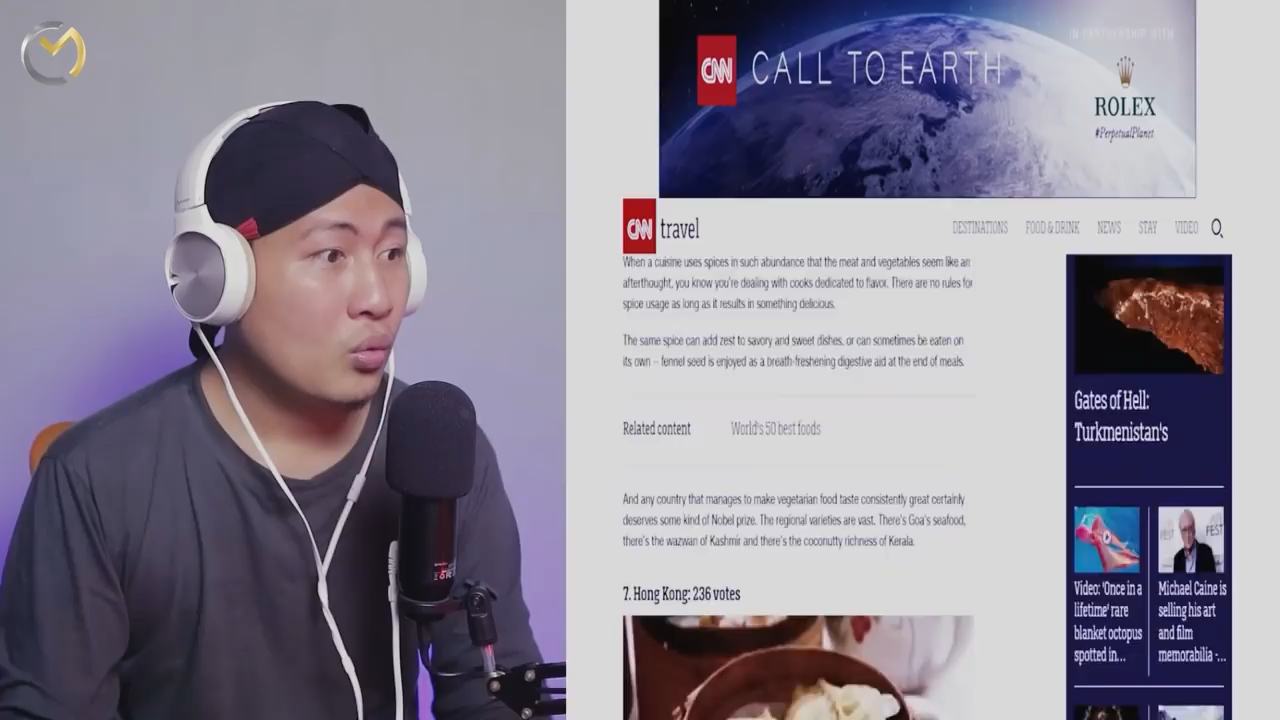 CNN CALL TO EARTH
IN PARTNERSHIP WITH
ROLEX
#PerpetualPlanet
CNN travel
DESTINATIONS FOOD & DRINK NEWS STAY VIDEO
When a cuisine uses spices in such abundance that the meat and vegetables seem like an
afterthought, you know you're dealing with cooks dedicated to flavor. There are no rules for
spice usage as long as it results in something delicious.
The same spice can add zest to savory and sweet dishes, or can sometimes be eaten on
its own – fennel seed is enjoyed as a breath-freshening digestive aid at the end of meals.
Related content World's 50 best foods
And any country that manages to make vegetarian food taste consistently great certainly
deserves some kind of Nobel prize. The regional varieties are vast. There's Goa's seafood,
there's the wazwan of Kashmir and there's the coconutty richness of Kerala.
7. Hong Kong: 236 votes
Gates of Hell:
Turkmenistan's
FEST
Video: 'Once in a
lifetime' rare
blanket octopus
spotted in...
Michael Caine is
selling his art
and film
memorabilia -...